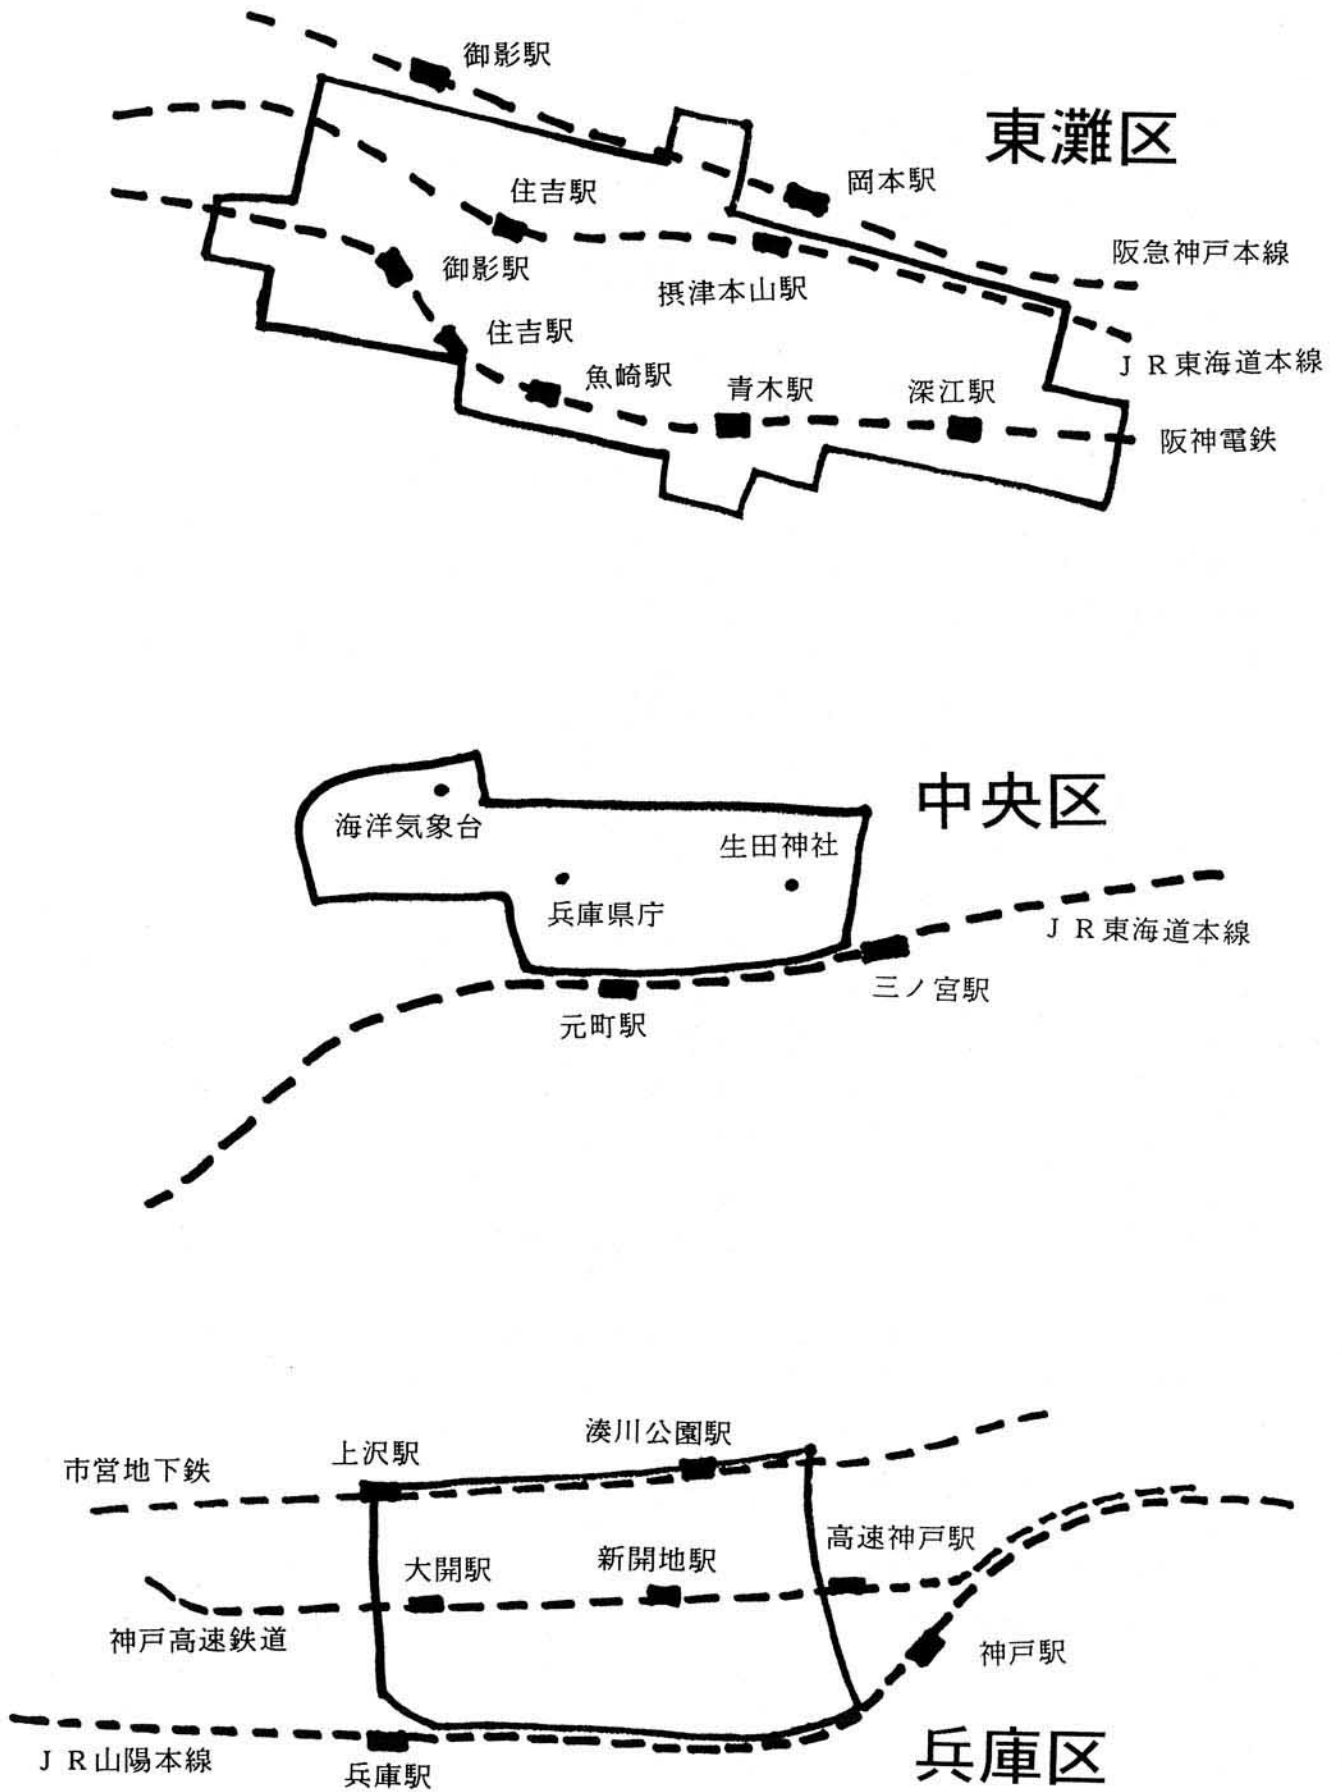 御影駅
東灘区
岡本駅
住吉駅
阪急神戸本線
御影駅
摂津本山駅
住吉駅
JR東海道本線
魚崎駅
青木駅
深江駅
阪神電鉄
中央区
海洋気象台
生田神社
兵庫県庁
JR東海道本線
三ノ宮駅
元町駅
湊川公園駅
上沢駅
市営地下鉄
高速神戸駅
新開地駅
大開駅
神戸高速鉄道
神戸駅
兵庫区
JR山陽本線
兵庫駅